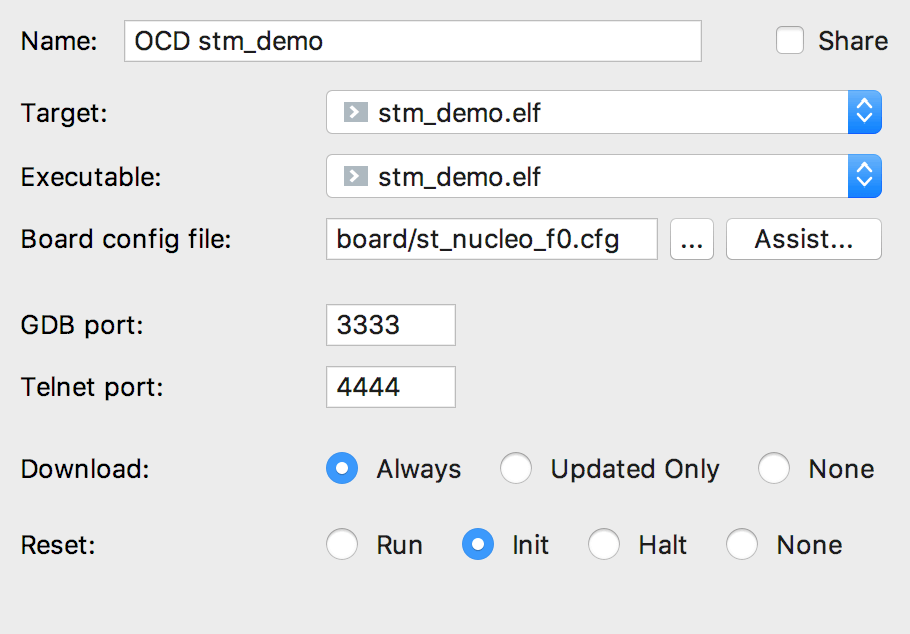 Name: OCD stm_demo Share
Target: stm_demo.elf
Executable: stm_demo.elf
Board config file: board/st_nucleo_f0.cfg ... Assist...
GDB port: 3333
Telnet port: 4444
Download: Always Updated Only None
Reset: Run Init Halt None